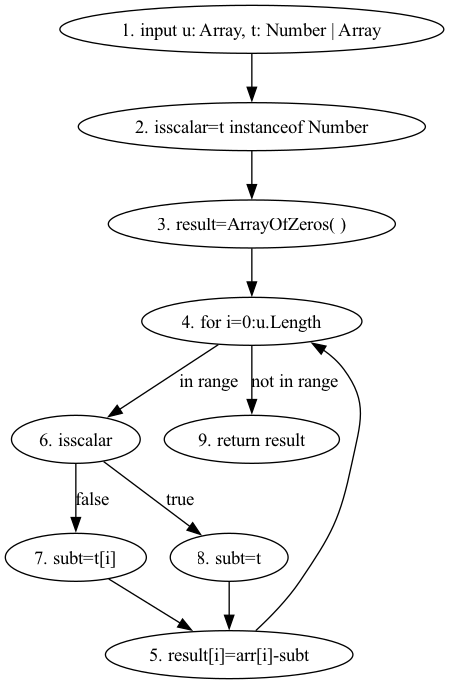 1. input u: Array, t: Number | Array
2. isscalar=t instanceof Number
3. result=ArrayOfZeros( )
4. for i=0:u.Length
in range
not in range
6. isscalar
9. return result
false
true
7. subt=t[i]
8. subt=t
5. result[i]=arr[i]-subt